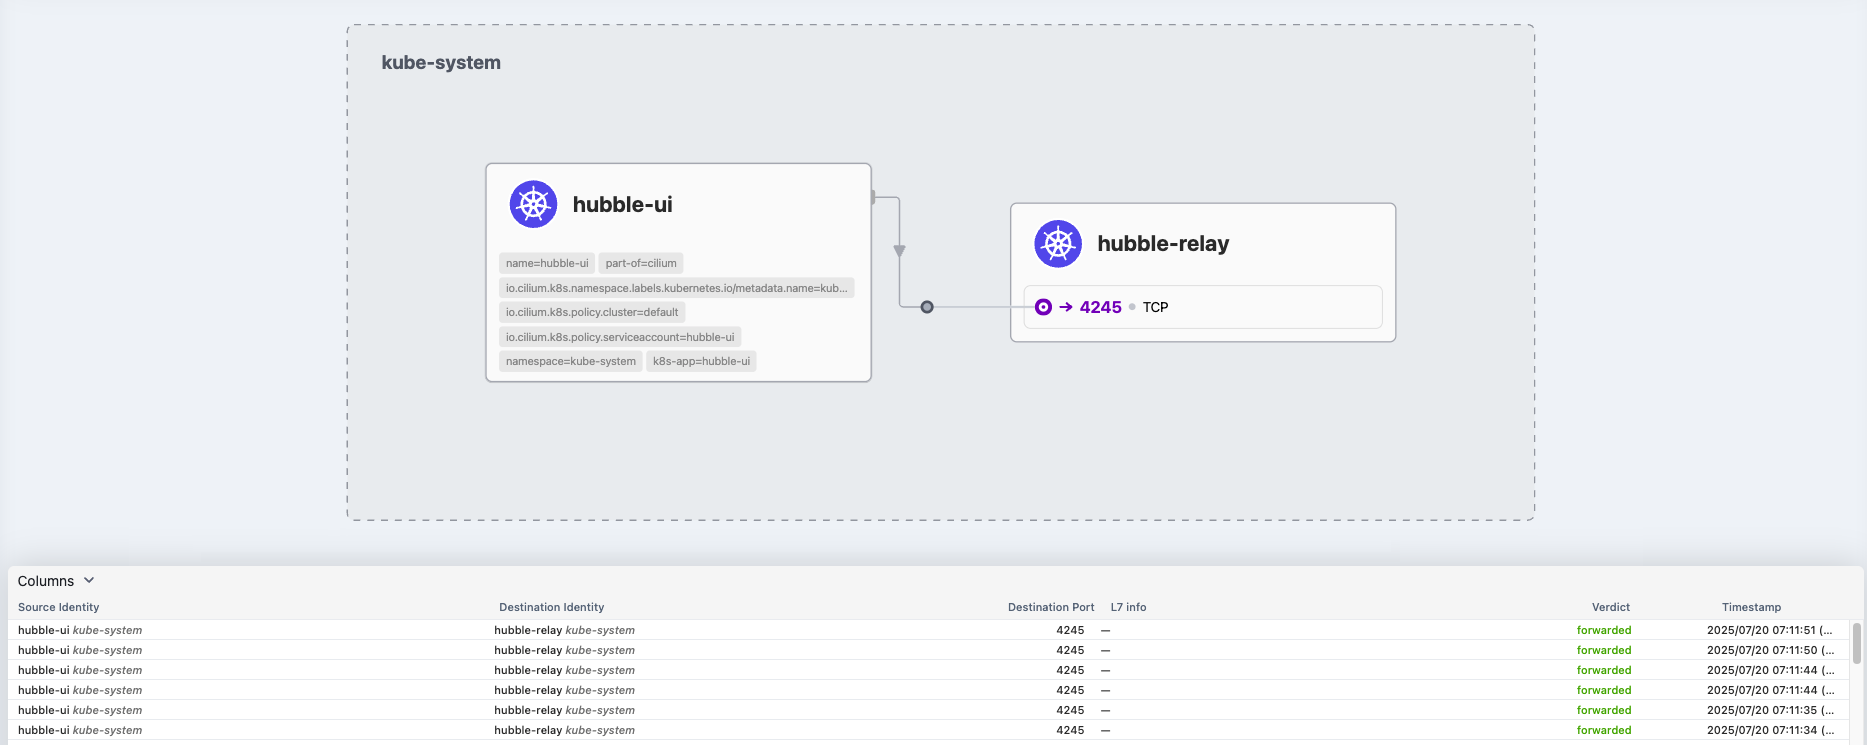 kube-system
hubble-ui
name=hubble-ui part-of=cilium
io.cilium.k8s.namespace.labels.kubernetes.io/metadata.name=kub...
io.cilium.k8s.policy.cluster=default
io.cilium.k8s.policy.serviceaccount=hubble-ui
namespace=kube-system k8s-app=hubble-ui
hubble-relay
→ 4245 • TCP
Columns
Source Identity Destination Identity Destination Port L7 info Verdict Timestamp
hubble-ui kube-system hubble-relay kube-system 4245 — forwarded 2025/07/20 07:11:51 (...
hubble-ui kube-system hubble-relay kube-system 4245 — forwarded 2025/07/20 07:11:50 (...
hubble-ui kube-system hubble-relay kube-system 4245 — forwarded 2025/07/20 07:11:44 (...
hubble-ui kube-system hubble-relay kube-system 4245 — forwarded 2025/07/20 07:11:44 (...
hubble-ui kube-system hubble-relay kube-system 4245 — forwarded 2025/07/20 07:11:35 (...
hubble-ui kube-system hubble-relay kube-system 4245 — forwarded 2025/07/20 07:11:34 (...